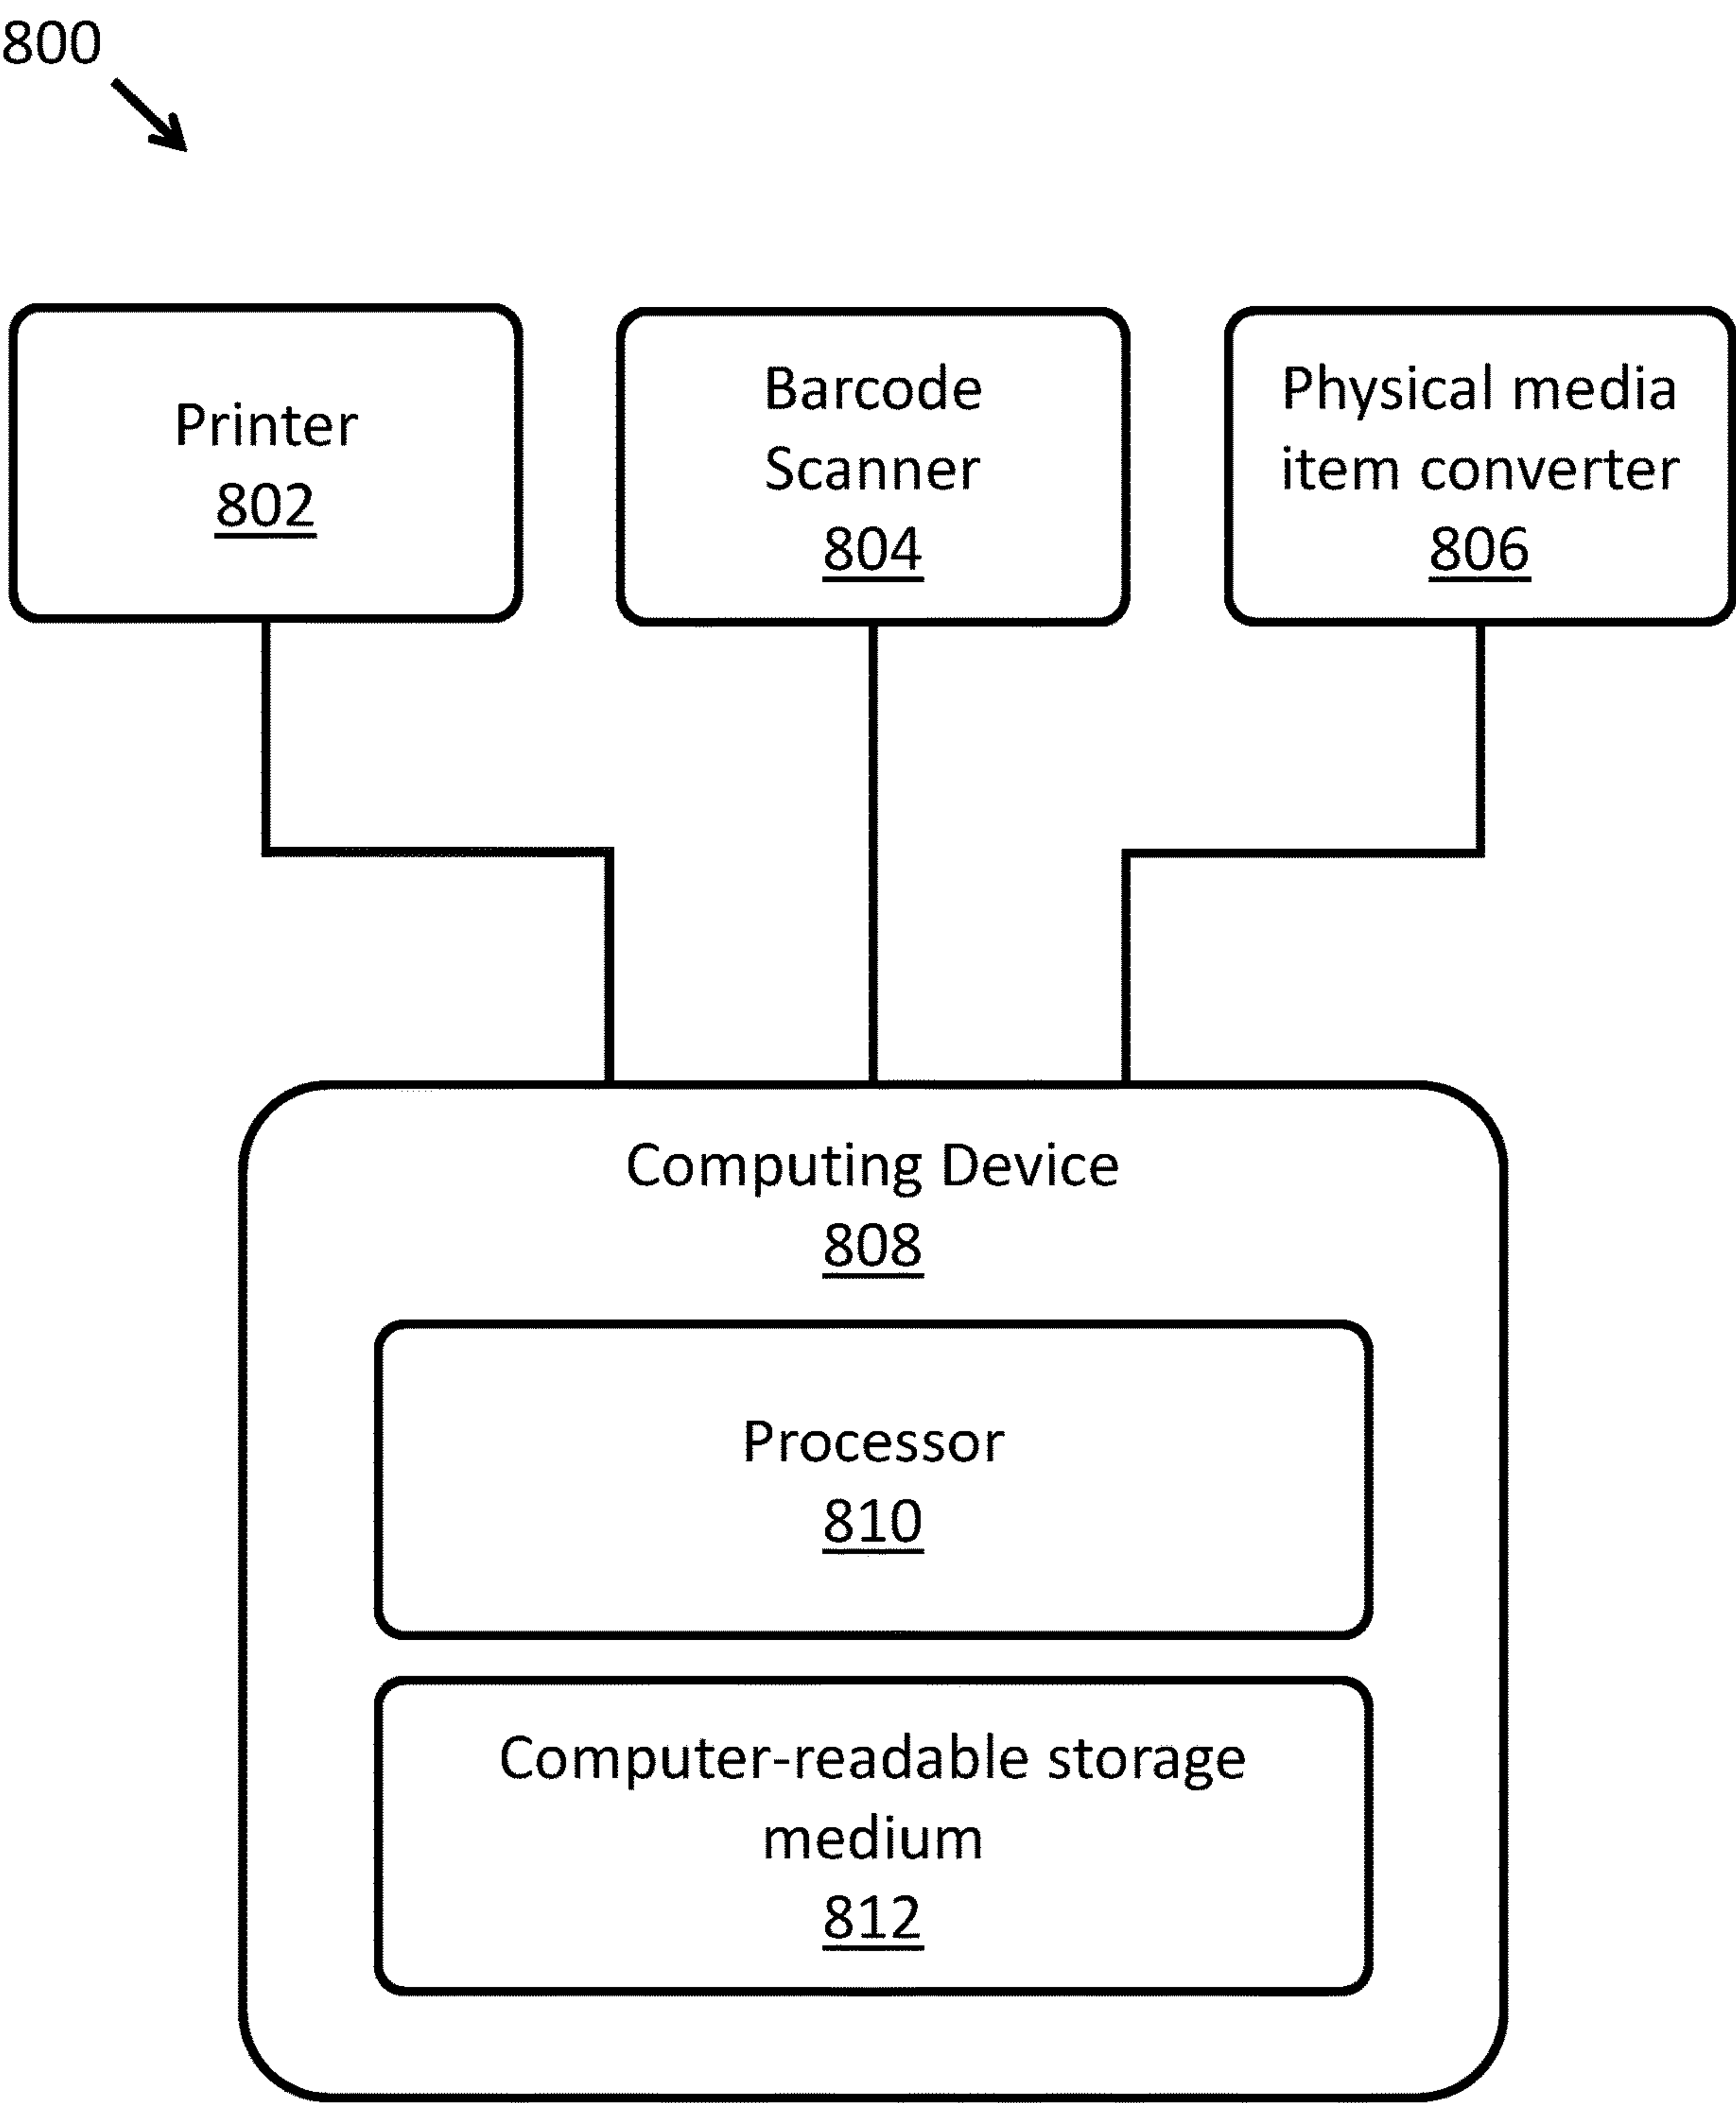 800
Printer
802
Barcode
Scanner
804
Physical media
item converter
806
Computing Device
808
Processor
810
Computer-readable storage
medium
812